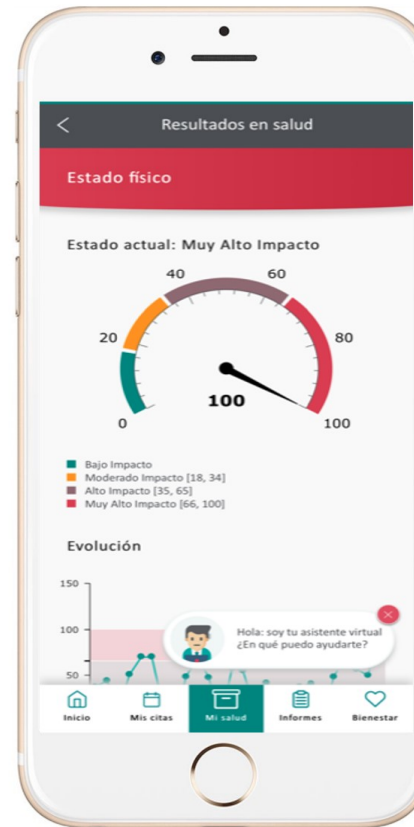 Resultados en salud
Estado físico
Estado actual: Muy Alto Impacto
40 60
20 80
100
0 100
Bajo Impacto
Moderado Impacto [18, 34]
Alto Impacto [35, 65]
Muy Alto Impacto [66, 100]
Evolución
150
100
50
Hola: soy tu asistente virtual
¿En qué puedo ayudarte?
Inicio Mis citas Mi salud Informes Bienestar